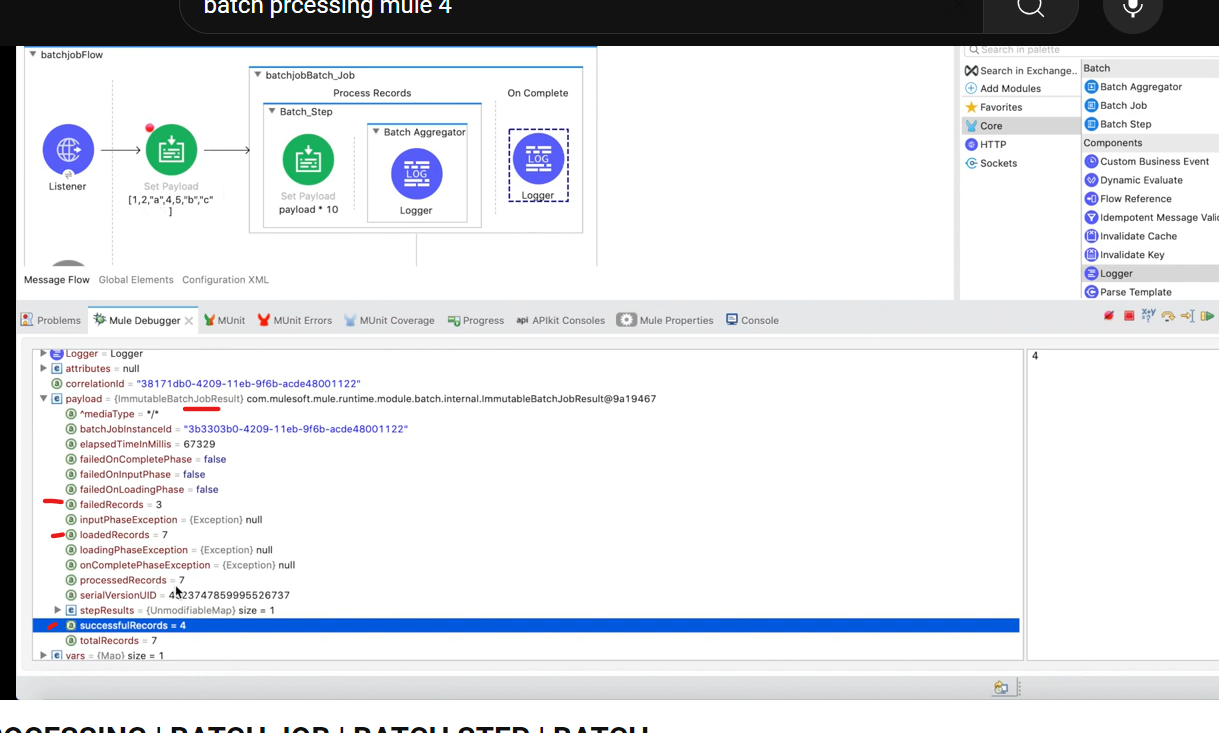 batch prcessing mule 4
batchjobFlow
Search in palette
batchjobBatch_Job
Search in Exchange..
Batch
Process Records
On Complete
Add Modules
Batch Aggregator
Batch_Step
Favorites
Batch Job
Batch Aggregator
Core
Batch Step
HTTP
Components
LOG
LOG
Sockets
Custom Business Event
Listener
Set Payload
Set Payload
Logger
Dynamic Evaluate
[1,2,"a",4,5,"b","c"
payload * 10
Logger
Flow Reference
]
Idempotent Message Vali
Invalidate Cache
Invalidate Key
Message Flow Global Elements Configuration XML
Logger
Parse Template
Problems Mule Debugger MUnit MUnit Errors MUnit Coverage Progress api APIkit Consoles Mule Properties Console
Logger = Logger
4
attributes = null
correlationId = "38171db0-4209-11eb-9f6b-acde48001122"
payload = {ImmutableBatchJobResult} com.mulesoft.mule.runtime.module.batch.internal.ImmutableBatchJobResult@9a19467
^mediaType = */*
batchJobInstanceId = "3b3303b0-4209-11eb-9f6b-acde48001122"
elapsedTimeInMillis = 67329
failedOnCompletePhase = false
failedOnInputPhase = false
failedOnLoadingPhase = false
failedRecords = 3
inputPhaseException = {Exception} null
loadedRecords = 7
loadingPhaseException = {Exception} null
onCompletePhaseException = {Exception} null
processedRecords = 7
serialVersionUID =
stepResults = {UnmodifiableMap} size = 1
successfulRecords = 4
totalRecords = 7
vars = {Map} size = 1
| BATCH JOB | BATCH STEP | BATCH